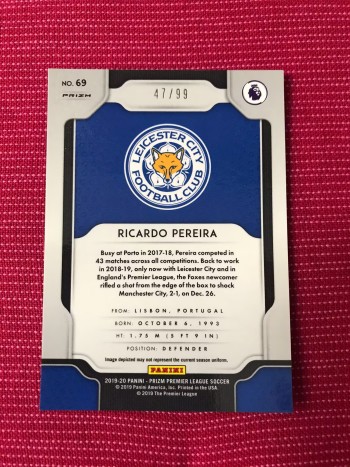 NO. 69
PRIZM
47/99
LEICESTER CITY
FOOTBALL CLUB
RICARDO PEREIRA
Busy at Porto in 2017-18, Pereira competed in
43 matches across all competitions. Back to work
in 2018-19, only now with Leicester City and in
England's Premier League, the Foxes newcomer
rifled a shot from the edge of the box to shock
Manchester City, 2-1, on Dec. 26.
FROM: LISBON, PORTUGAL
BORN: OCTOBER 6, 1993
HT: 1.75 M (5 FT 9 IN)
POSITION: DEFENDER
Image depicted may not represent the current season uniform.
PANINI
2019-20 PANINI - PRIZM PREMIER LEAGUE SOCCER
© 2019 Panini America, Inc. Printed in the USA
© 2019 The Premier League